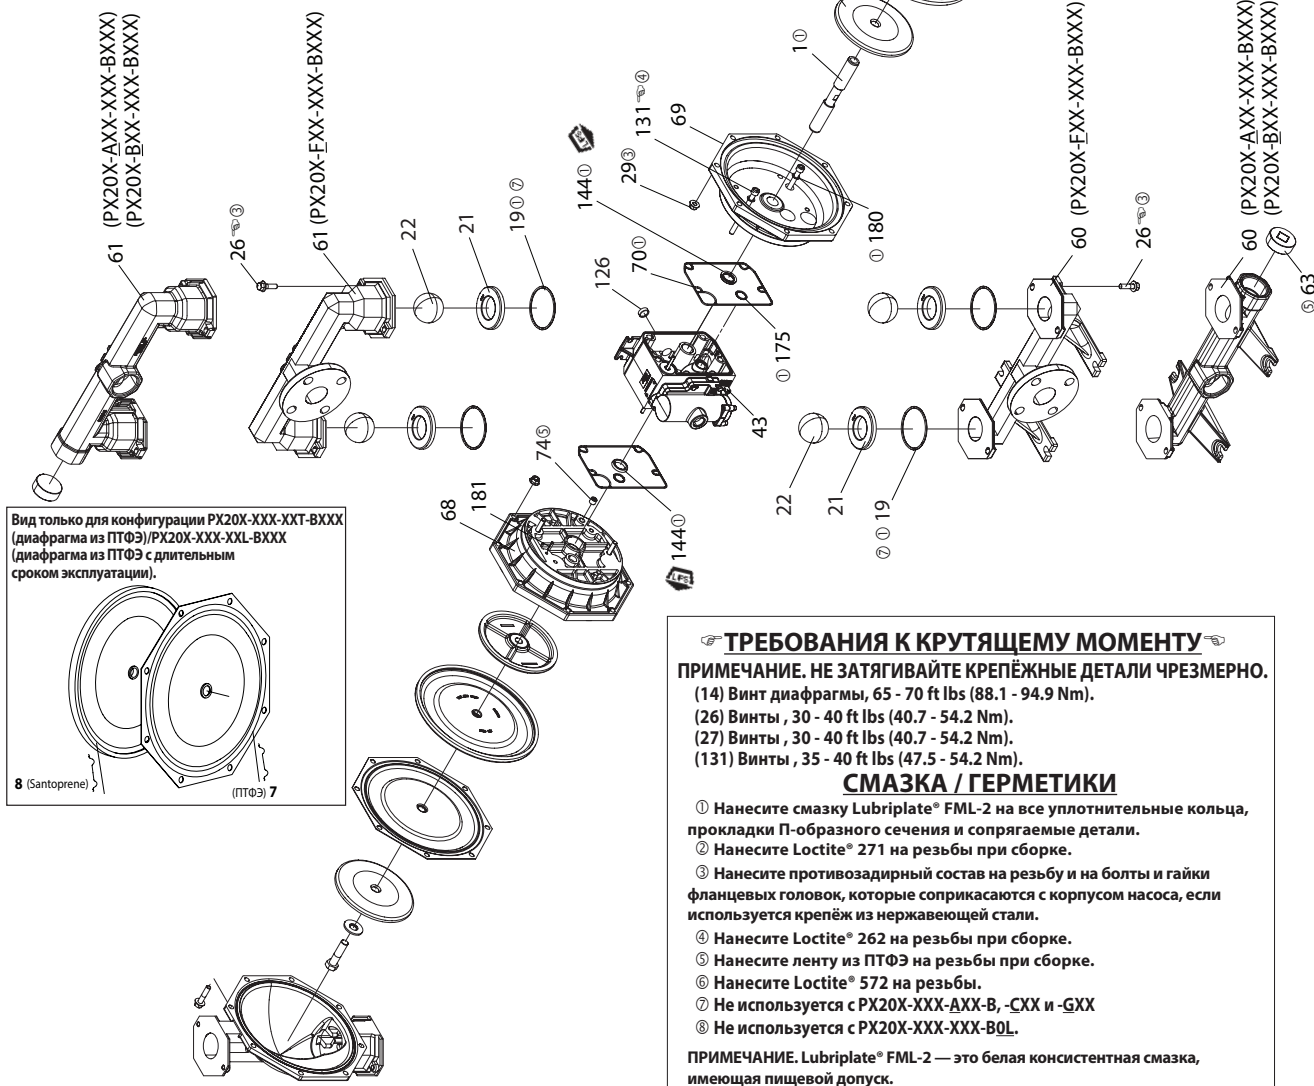 61 (PX20X-AXX-XXX-BXXX)
(PX20X-BXX-XXX-BXXX)
26 ☞ ③
61 (PX20X-FXX-XXX-BXXX)
22
21
19 ① ⑦
126
70 ①
144 ①
LIPS
29 ③
131 ☞ ④
69
1 ①
① 180
① 175
43
74 ⑤
144 ①
LIPS
68
181
22
21
⑦ ① 19
60 (PX20X-FXX-XXX-BXXX)
26 ☞ ③
60 (PX20X-AXX-XXX-BXXX)
(PX20X-BXX-XXX-BXXX)
⑤ 63
Вид только для конфигурации PX20X-XXX-XXT-BXXX
(диафрагма из ПТФЭ)/PX20X-XXX-XXL-BXXX
(диафрагма из ПТФЭ с длительным
сроком эксплуатации).
8 (Santoprene)
(ПТФЭ) 7
☞ ТРЕБОВАНИЯ К КРУТЯЩЕМУ МОМЕНТУ ☞
ПРИМЕЧАНИЕ. НЕ ЗАТЯГИВАЙТЕ КРЕПЁЖНЫЕ ДЕТАЛИ ЧРЕЗМЕРНО.
(14) Винт диафрагмы, 65 - 70 ft lbs (88.1 - 94.9 Nm).
(26) Винты , 30 - 40 ft lbs (40.7 - 54.2 Nm).
(27) Винты , 30 - 40 ft lbs (40.7 - 54.2 Nm).
(131) Винты , 35 - 40 ft lbs (47.5 - 54.2 Nm).
СМАЗКА / ГЕРМЕТИКИ
① Нанесите смазку Lubriplate® FML-2 на все уплотнительные кольца,
прокладки П-образного сечения и сопрягаемые детали.
② Нанесите Loctite® 271 на резьбы при сборке.
③ Нанесите противозадирный состав на резьбу и на болты и гайки
фланцевых головок, которые соприкасаются с корпусом насоса, если
используется крепёж из нержавеющей стали.
④ Нанесите Loctite® 262 на резьбы при сборке.
⑤ Нанесите ленту из ПТФЭ на резьбы при сборке.
⑥ Нанесите Loctite® 572 на резьбы.
⑦ Не используется с PX20X-XXX-AXX-B, -CXX и -GXX
⑧ Не используется с PX20X-XXX-XXX-B0L.
ПРИМЕЧАНИЕ. Lubriplate® FML-2 — это белая консистентная смазка,
имеющая пищевой допуск.